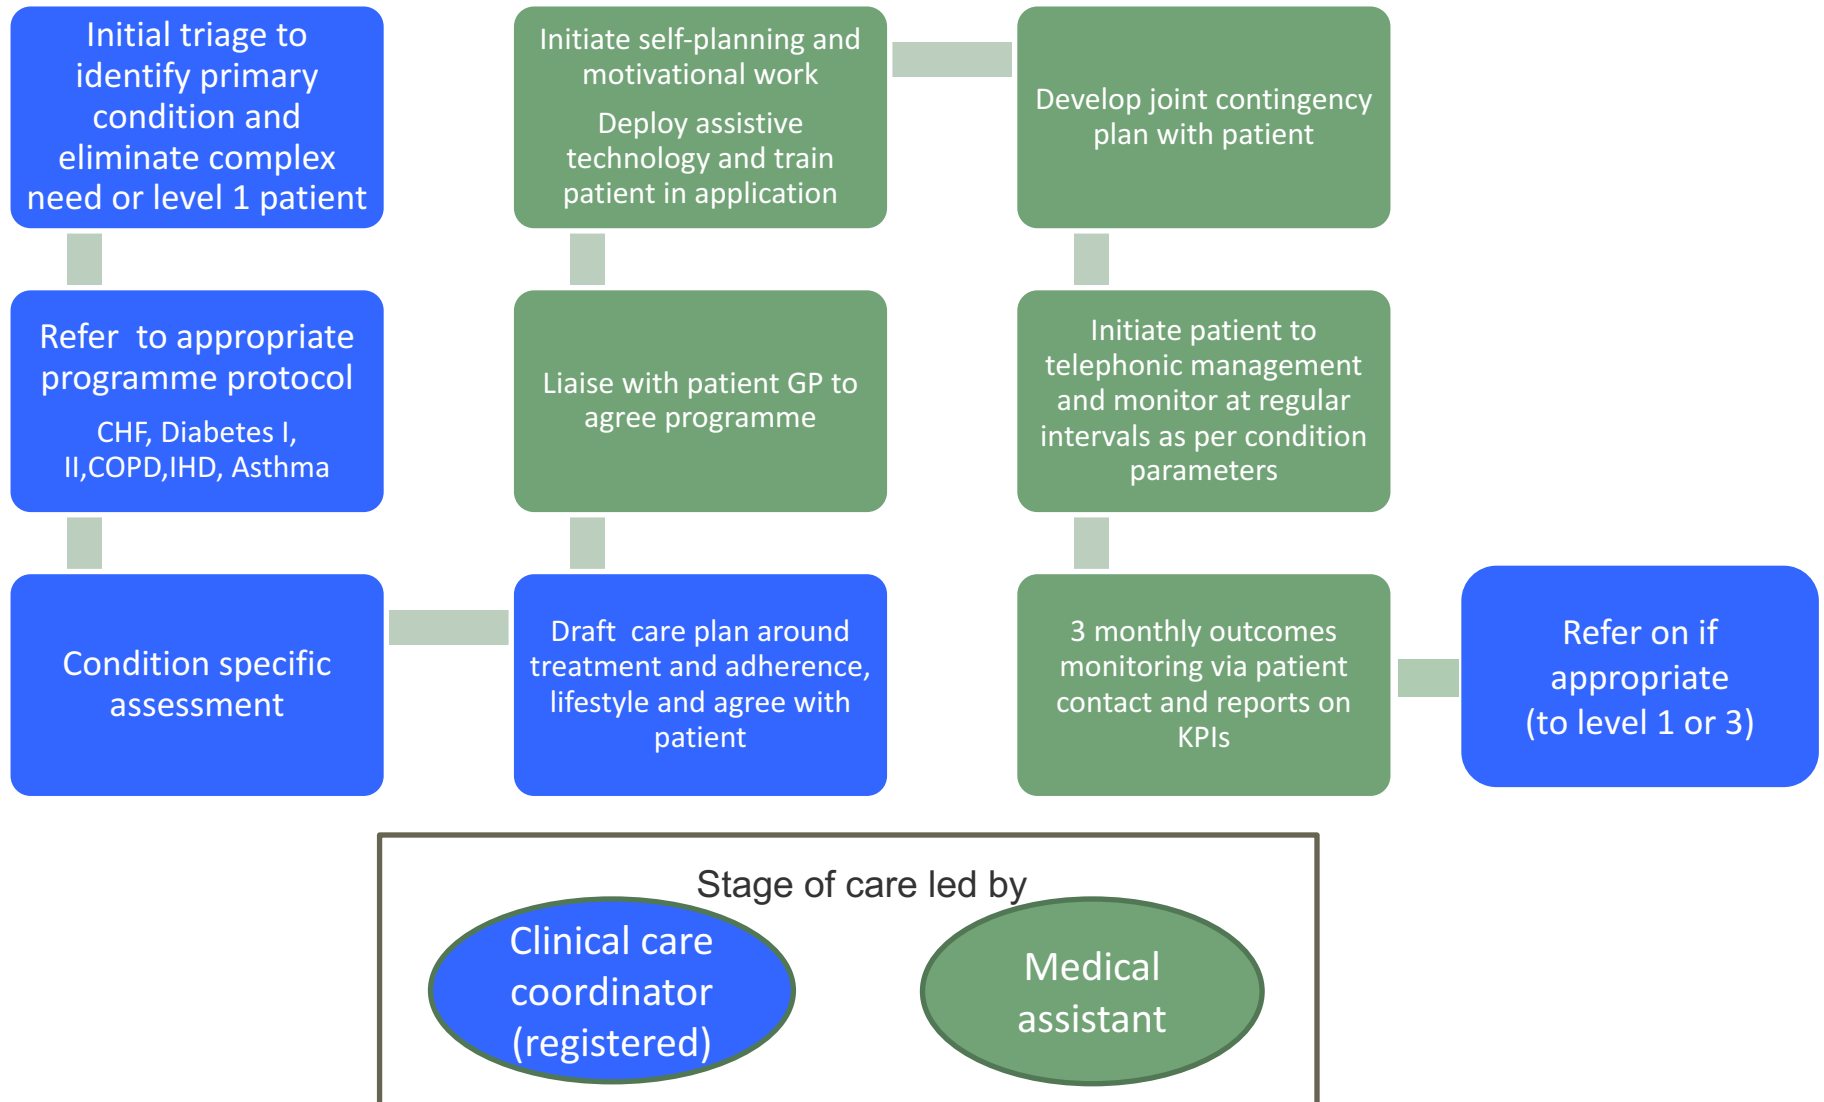 Initial triage to
identify primary
condition and
eliminate complex
need or level 1 patient
Refer  to appropriate
programme protocol
CHF, Diabetes I,
II,COPD,IHD, Asthma
Condition specific
assessment
Draft  care plan around
treatment and adherence,
lifestyle and agree with
patient
Liaise with patient GP to
agree programme
Initiate self-planning and
motivational work
Deploy assistive
technology and train
patient in application
Develop joint contingency
plan with patient
Initiate patient to
telephonic management
and monitor at regular
intervals as per condition
parameters
3 monthly outcomes
monitoring via patient
contact and reports on
KPIs
Refer on if
appropriate
(to level 1 or 3)
Stage of care led by
Clinical care
coordinator
(registered)
Medical
assistant